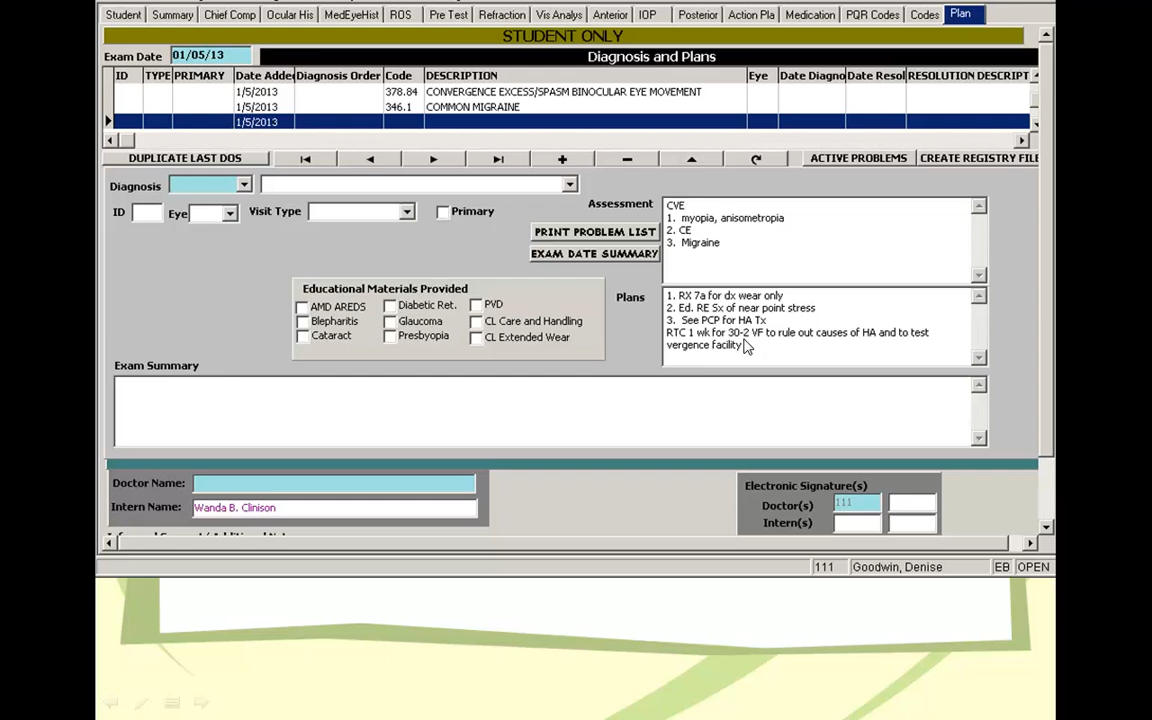 Student Summary Chief Comp Ocular His MedEyeHist ROS Pre Test Refraction Vis Analys Anterior IOP Posterior Action Pla Medication PQR Codes Codes Plan
STUDENT ONLY
Exam Date 01/05/13 Diagnosis and Plans
ID TYPE PRIMARY Date Added Diagnosis Order Code DESCRIPTION Eye Date Diagno Date Resol RESOLUTION DESCRIPT
1/5/2013 378.84 CONVERGENCE EXCESS/SPASM BINOCULAR EYE MOVEMENT
1/5/2013 346.1 COMMON MIGRAINE
1/5/2013
DUPLICATE LAST DOS ACTIVE PROBLEMS CREATE REGISTRY FILE
Diagnosis
ID Eye Visit Type Primary
Assessment
CVE
1. myopia, anisometropia
2. CE
3. Migraine
PRINT PROBLEM LIST
EXAM DATE SUMMARY
Educational Materials Provided
AMD AREDS Diabetic Ret. PVD
Blepharitis Glaucoma CL Care and Handling
Cataract Presbyopia CL Extended Wear
Plans
1. RX 7a for dx wear only
2. Ed. RE Sx of near point stress
3. See PCP for HA Tx
RTC 1 wk for 30-2 VF to rule out causes of HA and to test
vergence facility
Exam Summary
Doctor Name:
Intern Name: Wanda B. Clinison
Electronic Signature(s)
Doctor(s) 111
Intern(s)
111 Goodwin, Denise EB OPEN